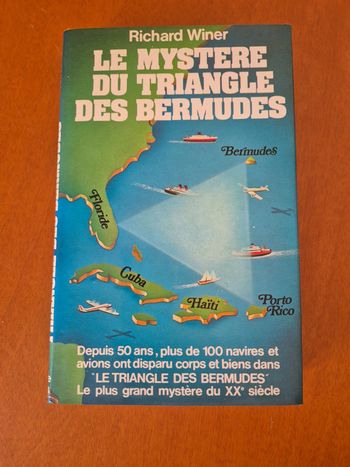 Richard Winer
LE MYSTERE
DU TRIANGLE
DES BERMUDES
Bermudes
Floride
Cuba
Haïti
Porto
Rico
Depuis 50 ans, plus de 100 navires et
avions ont disparu corps et biens dans
"LE TRIANGLE DES BERMUDES"
Le plus grand mystère du XXe siècle